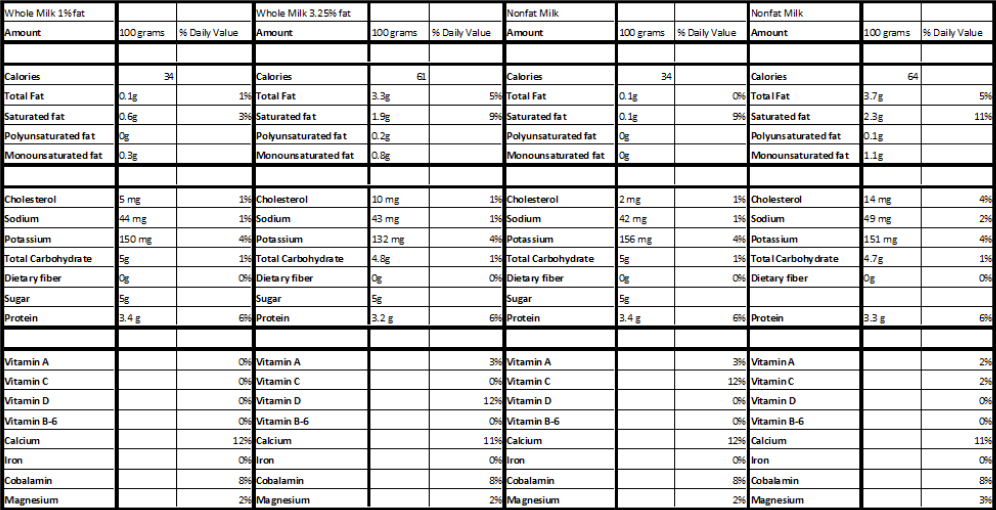 Whole Milk 1% fat Whole Milk 3.25% fat Nonfat Milk Nonfat Milk
Amount 100 grams % Daily Value Amount 100 grams % Daily Value Amount 100 grams % Daily Value Amount 100 grams % Daily Value
Calories 34 Calories 61 Calories 34 Calories 64
Total Fat 0.1g 1% Total Fat 3.3g 5% Total Fat 0.1g 0% Total Fat 3.7g 5%
Saturated fat 0.6g 3% Saturated fat 1.9g 9% Saturated fat 0.1g 9% Saturated fat 2.3g 11%
Polyunsaturated fat 0g Polyunsaturated fat 0.2g Polyunsaturated fat 0g Polyunsaturated fat 0.1g
Monounsaturated fat 0.3g Monounsaturated fat 0.8g Monounsaturated fat 0g Monounsaturated fat 1.1g
Cholesterol 5 mg 1% Cholesterol 10 mg 1% Cholesterol 2 mg 1% Cholesterol 14 mg 4%
Sodium 44 mg 1% Sodium 43 mg 1% Sodium 42 mg 1% Sodium 49 mg 2%
Potassium 150 mg 4% Potassium 132 mg 4% Potassium 156 mg 4% Potassium 151 mg 4%
Total Carbohydrate 5g 1% Total Carbohydrate 4.8g 1% Total Carbohydrate 5g 1% Total Carbohydrate 4.7g 1%
Dietary fiber 0g 0% Dietary fiber 0g 0% Dietary fiber 0g 0% Dietary fiber 0g 0%
Sugar 5g Sugar 5g Sugar 5g
Protein 3.4 g 6% Protein 3.2 g 6% Protein 3.4 g 6% Protein 3.3 g 6%
Vitamin A 0% Vitamin A 3% Vitamin A 3% Vitamin A 2%
Vitamin C 0% Vitamin C 0% Vitamin C 12% Vitamin C 2%
Vitamin D 0% Vitamin D 12% Vitamin D 0% Vitamin D 0%
Vitamin B-6 0% Vitamin B-6 0% Vitamin B-6 0% Vitamin B-6 0%
Calcium 12% Calcium 11% Calcium 12% Calcium 11%
Iron 0% Iron 0% Iron 0% Iron 0%
Cobalamin 8% Cobalamin 8% Cobalamin 8% Cobalamin 8%
Magnesium 2% Magnesium 2% Magnesium 2% Magnesium 3%